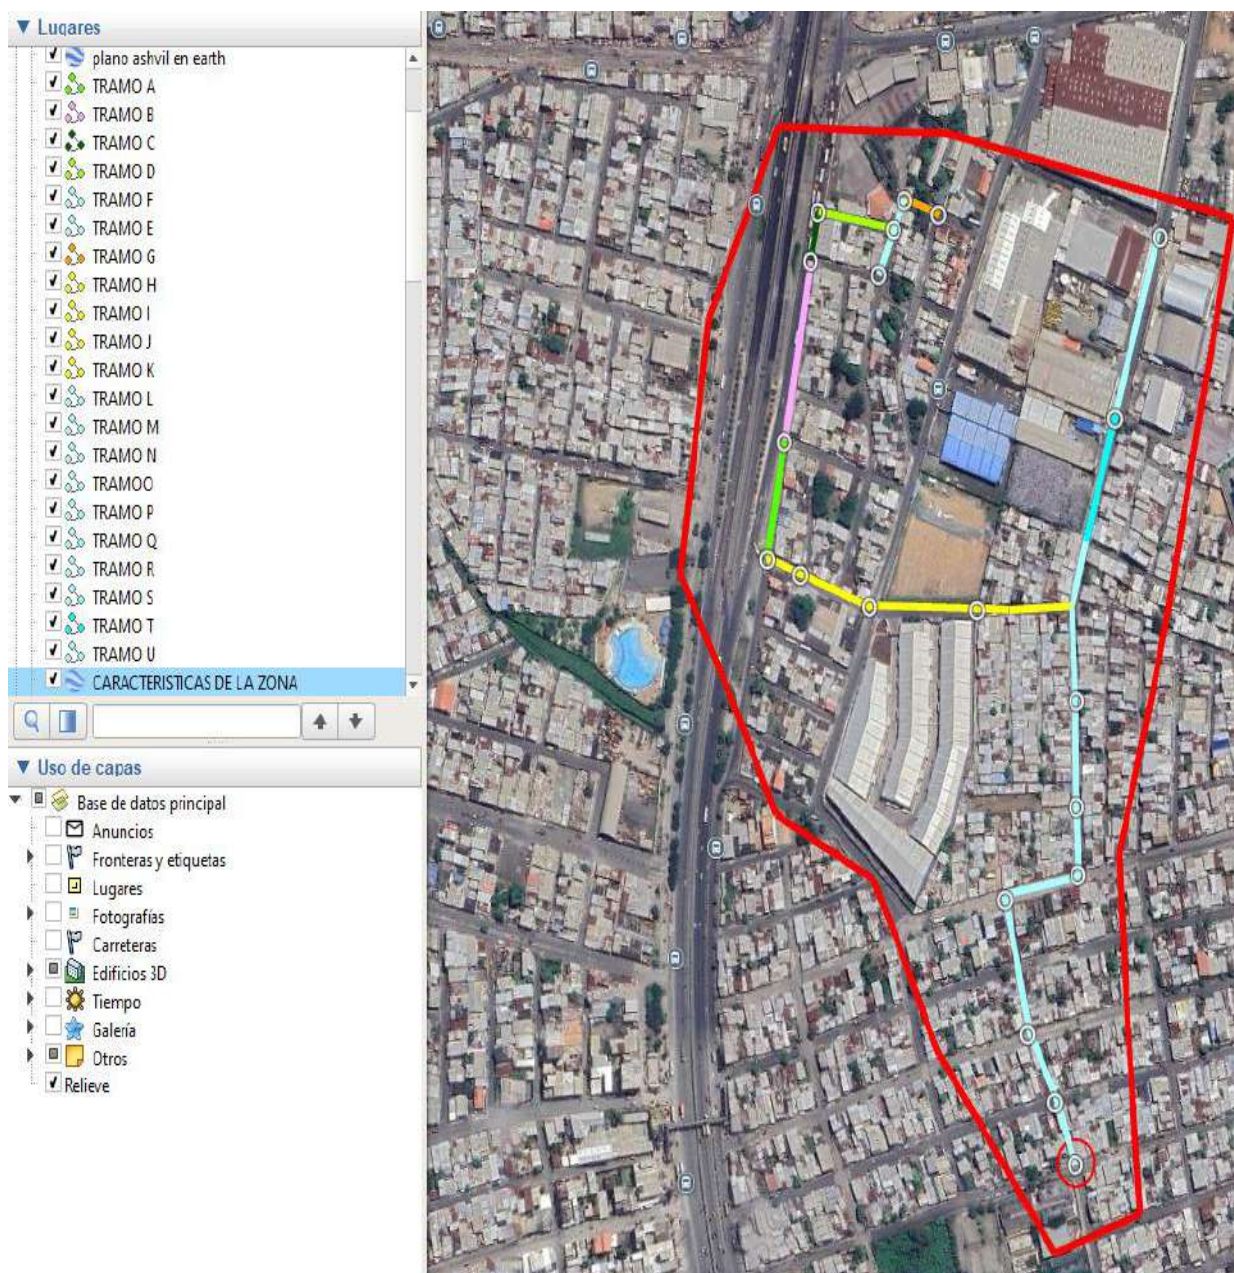 Lugares
plano ashvil en earth
TRAMO A
TRAMO B
TRAMO C
TRAMO D
TRAMO F
TRAMO E
TRAMO G
TRAMO H
TRAMO I
TRAMO J
TRAMO K
TRAMO L
TRAMO M
TRAMO N
TRAMOO
TRAMO P
TRAMO Q
TRAMO R
TRAMO S
TRAMO T
TRAMO U
CARACTERISTICAS DE LA ZONA
Uso de capas
Base de datos principal
Anuncios
Fronteras y etiquetas
Lugares
Fotografías
Carreteras
Edificios 3D
Tiempo
Galería
Otros
Relieve